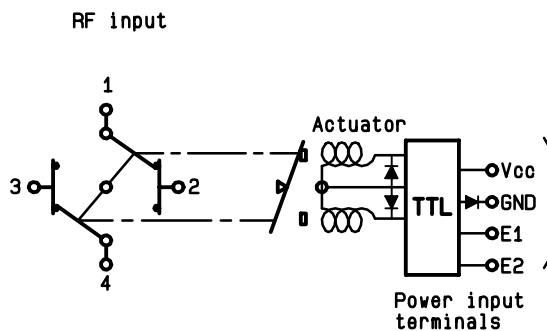 RF input
1
Actuator
3
2
4
TTL
Vcc
GND
E1
E2
Power input
terminals